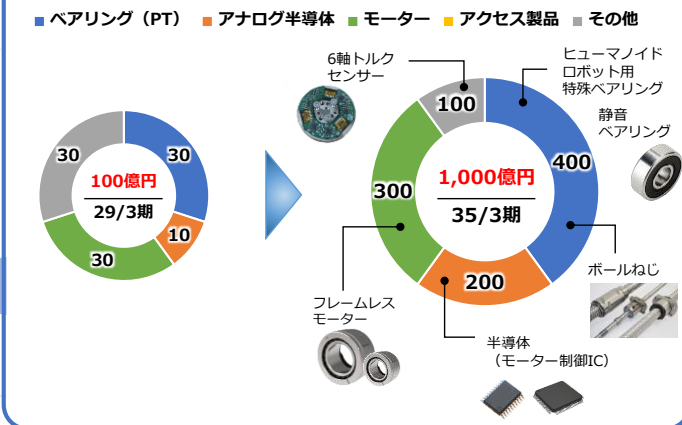 ベアリング（PT） アナログ半導体 モーター アクセス製品 その他
30
30
10
30
100億円
29/3期
6軸トルク
センサー
100
ヒューマノイド
ロボット用
特殊ベアリング
静音
ベアリング
400
300
1,000億円
35/3期
200
ボールねじ
フレームレス
モーター
半導体
（モーター制御IC）